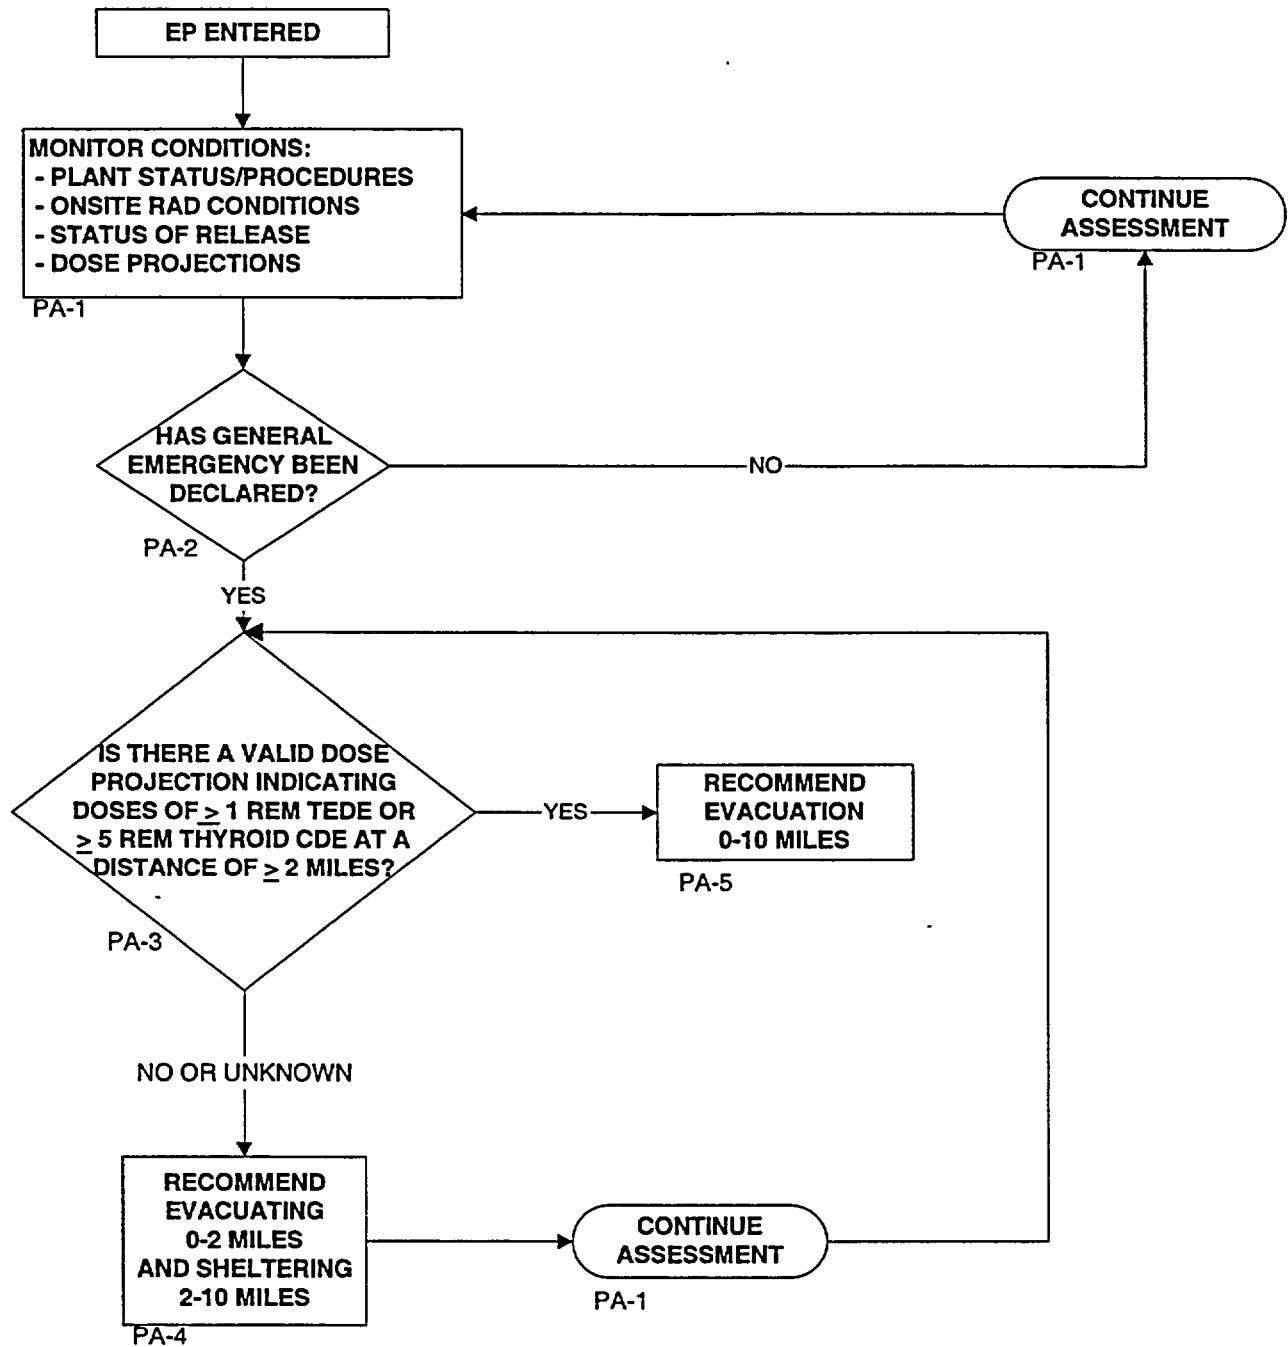 EP ENTERED
MONITOR CONDITIONS:
- PLANT STATUS/PROCEDURES
- ONSITE RAD CONDITIONS
- STATUS OF RELEASE
- DOSE PROJECTIONS
PA-1
CONTINUE
ASSESSMENT
PA-1
HAS GENERAL
EMERGENCY BEEN
DECLARED?
PA-2
NO
YES
IS THERE A VALID DOSE
PROJECTION INDICATING
DOSES OF ≥ 1 REM TEDE OR
≥ 5 REM THYROID CDE AT A
DISTANCE OF ≥ 2 MILES?
PA-3
YES
RECOMMEND
EVACUATION
0-10 MILES
PA-5
NO OR UNKNOWN
RECOMMEND
EVACUATING
0-2 MILES
AND SHELTERING
2-10 MILES
PA-4
CONTINUE
ASSESSMENT
PA-1